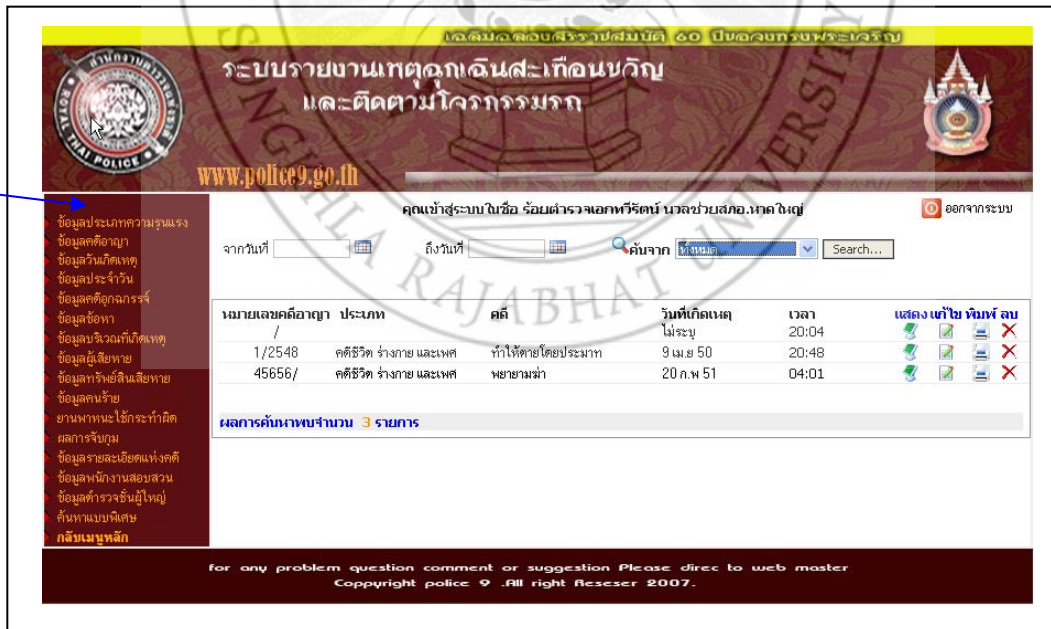 เฉลิมฉลองสิริราชสมบัติ 60 ปีของในทรงพระเจริญ
ระบบรายงานเหตุฉุกเฉินสะเทือนขวัญ
และติดตามโจรกรรมรถ
ROYAL THAI POLICE
www.police9.go.th
SONGKHLA RAJABHAT UNIVERSITY
คุณเข้าสู่ระบบในชื่อ ร้อยตำรวจเอกทวีรัตน์ นวลช่วยสภอ.หาดใหญ่
ออกจากระบบ
จากวันที่ ถึงวันที่ ค้นจาก ทั้งหมด Search...
ข้อมูลประเภทความรุนแรง
ข้อมูลคดีอาญา
ข้อมูลวันเกิดเหตุ
ข้อมูลประจำวัน
ข้อมูลคดีอุกฉกรรจ์
ข้อมูลข้อหา
ข้อมูลบริเวณที่เกิดเหตุ
ข้อมูลผู้เสียหาย
ข้อมูลทรัพย์สินเสียหาย
ข้อมูลคนร้าย
ยานพาหนะใช้กระทำผิด
ผลการจับกุม
ข้อมูลรายละเอียดแห่งคดี
ข้อมูลพนักงานสอบสวน
ข้อมูลตำรวจชั้นผู้ใหญ่
ค้นหาแบบพิเศษ
กลับเมนูหลัก
หมายเลขคดีอาญา ประเภท คดี วันที่เกิดเหตุ เวลา แสดง แก้ไข พิมพ์ ลบ
/ ไม่ระบุ 20:04
1/2548 คดีชีวิต ร่างกาย และเพศ ทำให้ตายโดยประมาท 9 เม.ย 50 20:48
45656/ คดีชีวิต ร่างกาย และเพศ พยายามฆ่า 20 ก.พ 51 04:01
ผลการค้นหาพบจำนวน 3 รายการ
for any problem question comment or suggestion Please direc to web master
Coppyright police 9 .All right Reseser 2007.